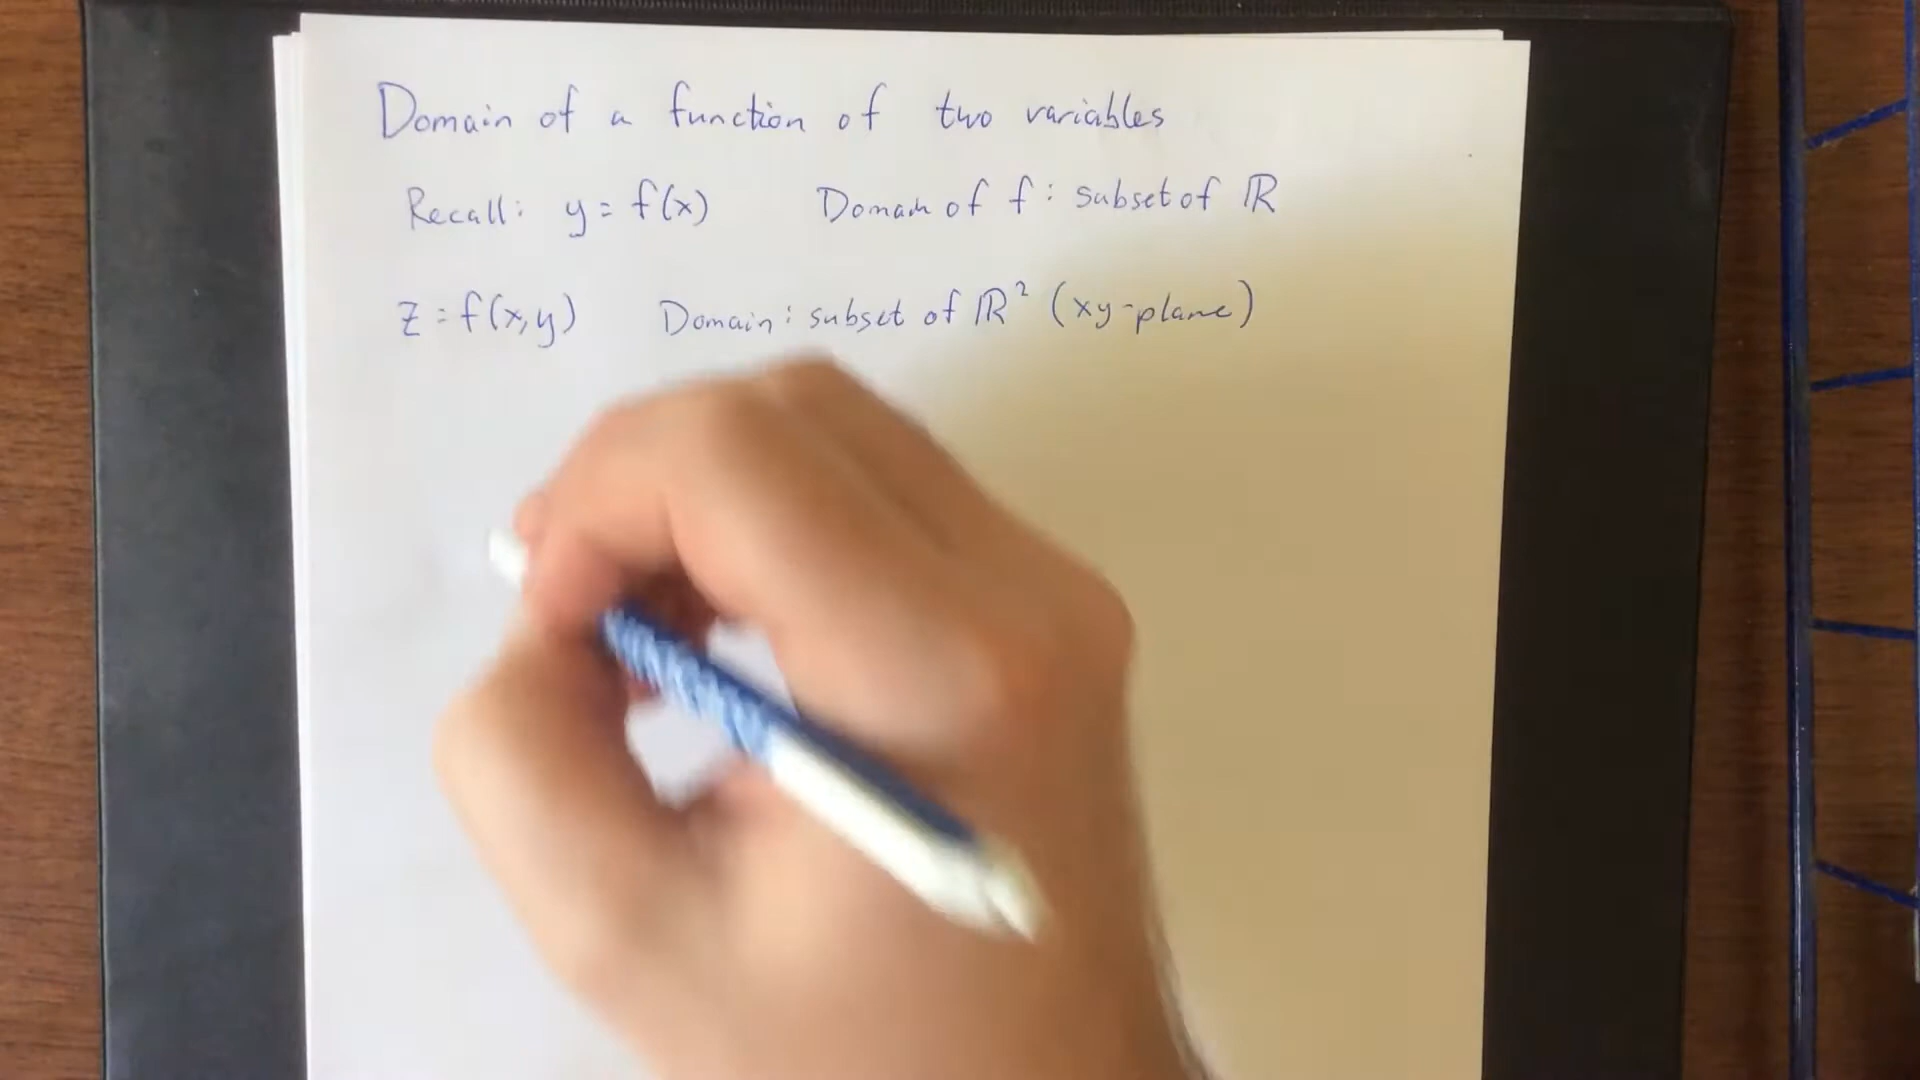 Domain of a function of two variables
Recall: y = f(x) Domain of f: subset of ℝ
z = f(x,y) Domain: subset of ℝ² (xy-plane)